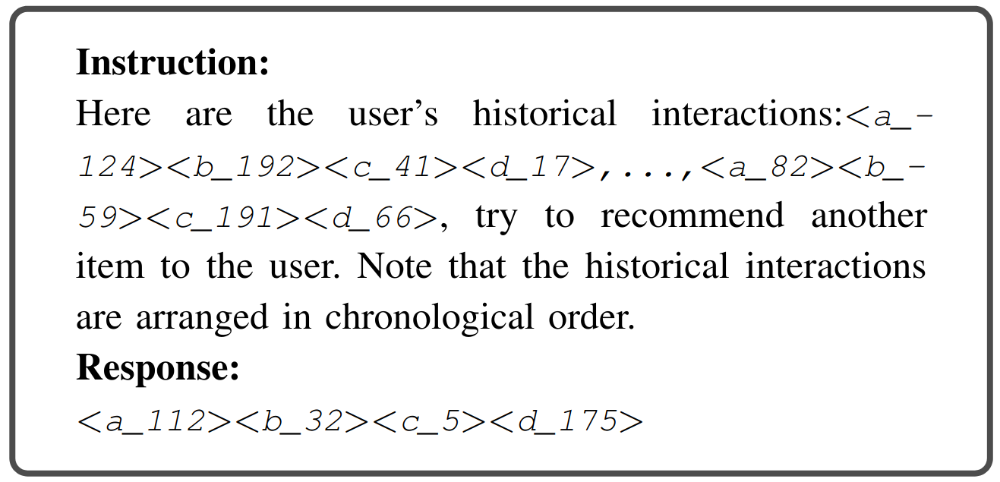 Instruction:
Here are the user's historical interactions:<a_-
124><b_192><c_41><d_17>,...,<a_82><b_-
59><c_191><d_66>, try to recommend another
item to the user. Note that the historical interactions
are arranged in chronological order.
Response:
<a_112><b_32><c_5><d_175>